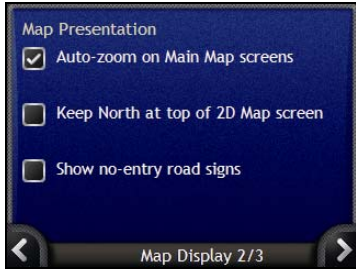 Map Presentation
Auto-zoom on Main Map screens
Keep North at top of 2D Map screen
Show no-entry road signs
Map Display 2/3